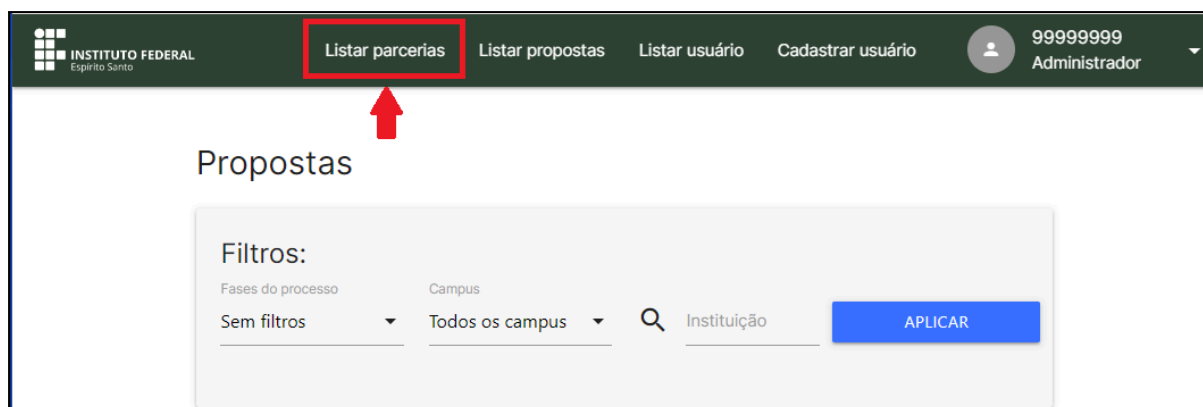 INSTITUTO FEDERAL
Espírito Santo
Listar parcerias
Listar propostas
Listar usuário
Cadastrar usuário
99999999
Administrador
Propostas
Filtros:
Fases do processo
Campus
Sem filtros
Todos os campus
Instituição
APLICAR